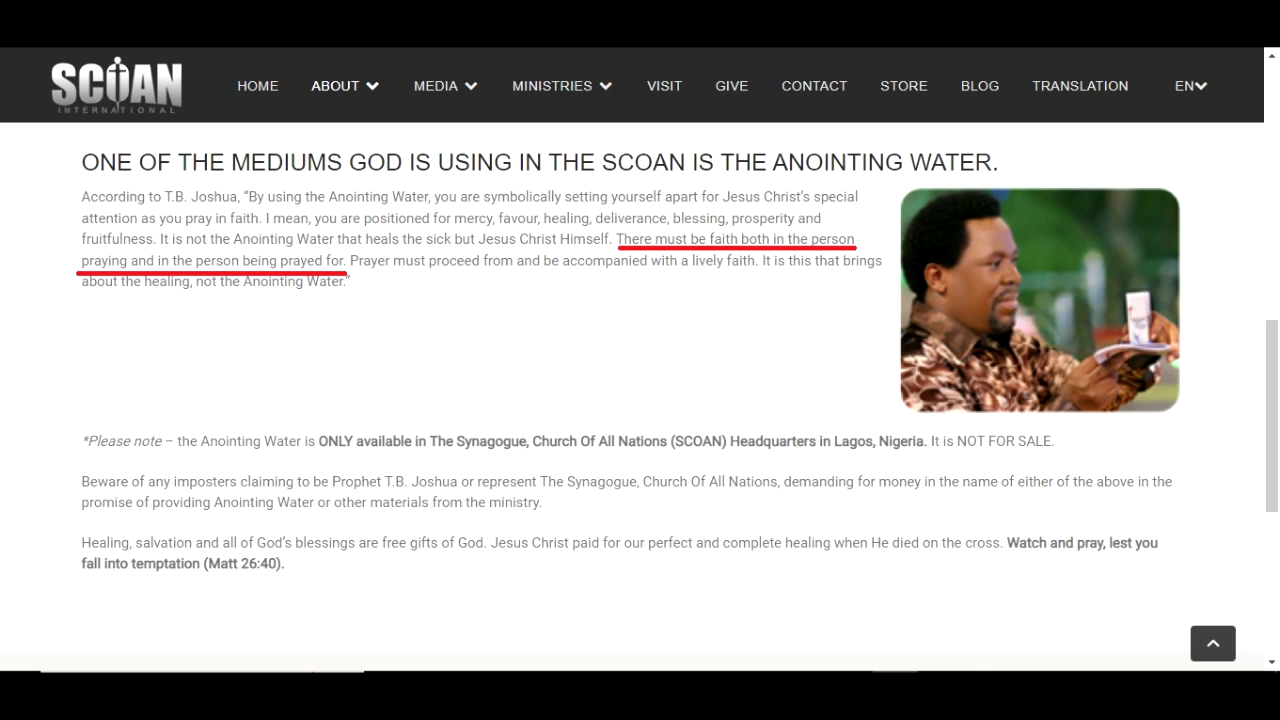 SCOAN
INTERNATIONAL
HOME
ABOUT
MEDIA
MINISTRIES
VISIT
GIVE
CONTACT
STORE
BLOG
TRANSLATION
EN
ONE OF THE MEDIUMS GOD IS USING IN THE SCOAN IS THE ANOINTING WATER.
According to T.B. Joshua, “By using the Anointing Water, you are symbolically setting yourself apart for Jesus Christ’s special
attention as you pray in faith. I mean, you are positioned for mercy, favour, healing, deliverance, blessing, prosperity and
fruitfulness. It is not the Anointing Water that heals the sick but Jesus Christ Himself. There must be faith both in the person
praying and in the person being prayed for. Prayer must proceed from and be accompanied with a lively faith. It is this that brings
about the healing, not the Anointing Water.”
*Please note – the Anointing Water is ONLY available in The Synagogue, Church Of All Nations (SCOAN) Headquarters in Lagos, Nigeria. It is NOT FOR SALE.
Beware of any imposters claiming to be Prophet T.B. Joshua or represent The Synagogue, Church Of All Nations, demanding for money in the name of either of the above in the
promise of providing Anointing Water or other materials from the ministry.
Healing, salvation and all of God’s blessings are free gifts of God. Jesus Christ paid for our perfect and complete healing when He died on the cross. Watch and pray, lest you
fall into temptation (Matt 26:40).